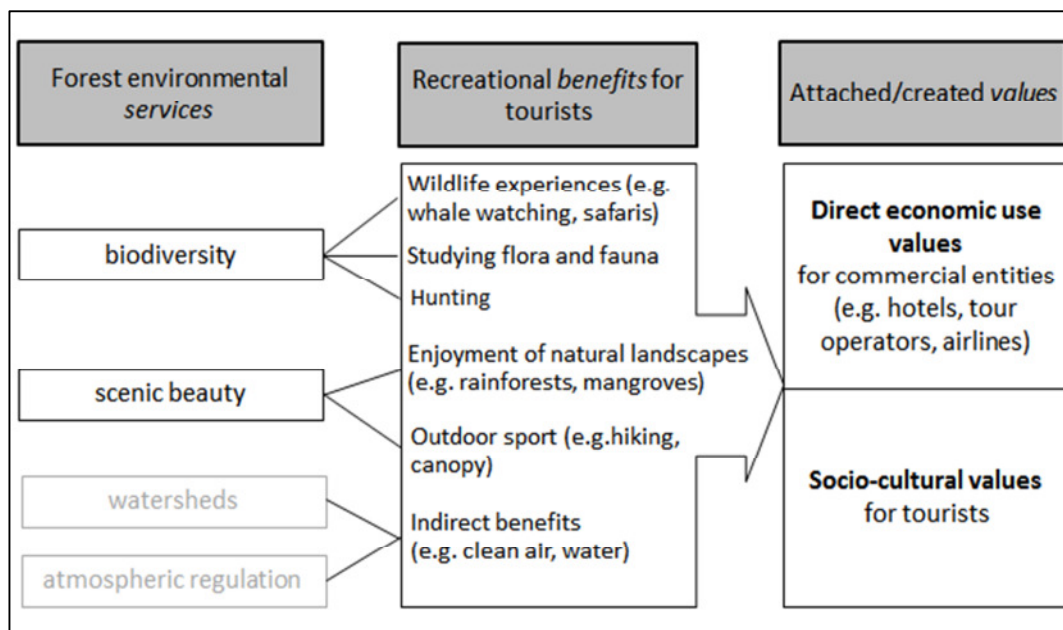 Forest environmental
services
Recreational benefits for
tourists
Attached/created values
biodiversity
scenic beauty
watersheds
atmospheric regulation
Wildlife experiences (e.g.
whale watching, safaris)
Studying flora and fauna
Hunting
Enjoyment of natural landscapes
(e.g. rainforests, mangroves)
Outdoor sport (e.g.hiking,
canopy)
Indirect benefits
(e.g. clean air, water)
Direct economic use
values
for commercial entities
(e.g. hotels, tour
operators, airlines)
Socio-cultural values
for tourists